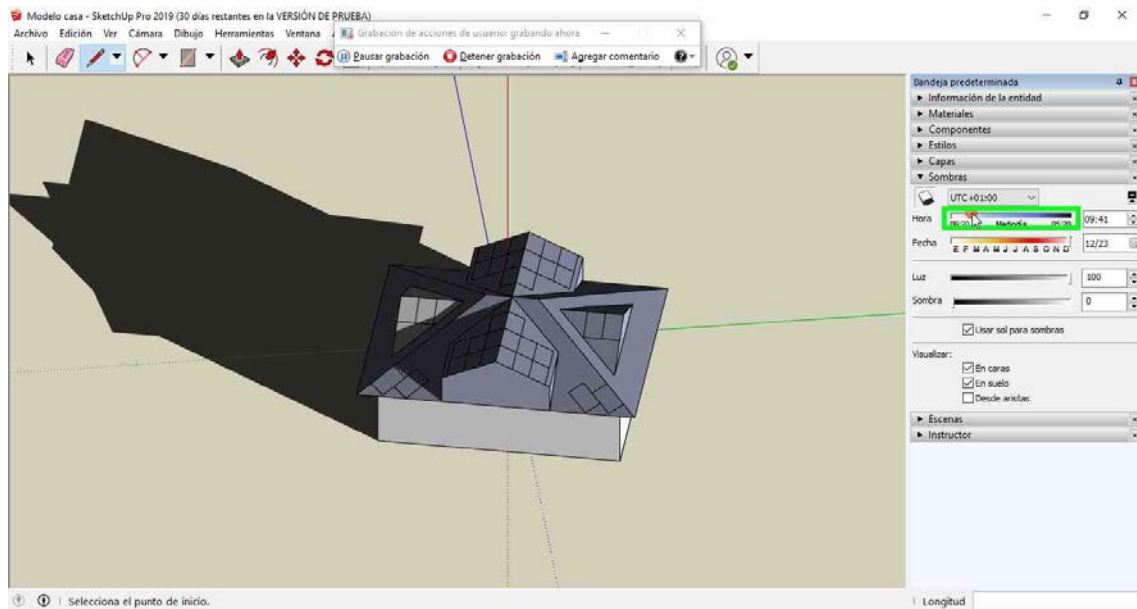 Modelo casa - SketchUp Pro 2019 (30 días restantes en la VERSIÓN DE PRUEBA)
Archivo Edición Ver Cámara Dibujo Herramientas Ventana
Grabación de acciones de usuario: grabando ahora
Pausar grabación Detener grabación Agregar comentario
Bandeja predeterminada
Información de la entidad
Materiales
Componentes
Estilos
Capas
Sombras
UTC+01:00
Hora Mediodía 09:41
Fecha E F M A M J J A S O N D 12/23
Luz 100
Sombra 0
Usar sol para sombras
Visualizar:
En caras
En suelo
Desde aristas
Escenas
Instructor
Selecciona el punto de inicio.
Longitud